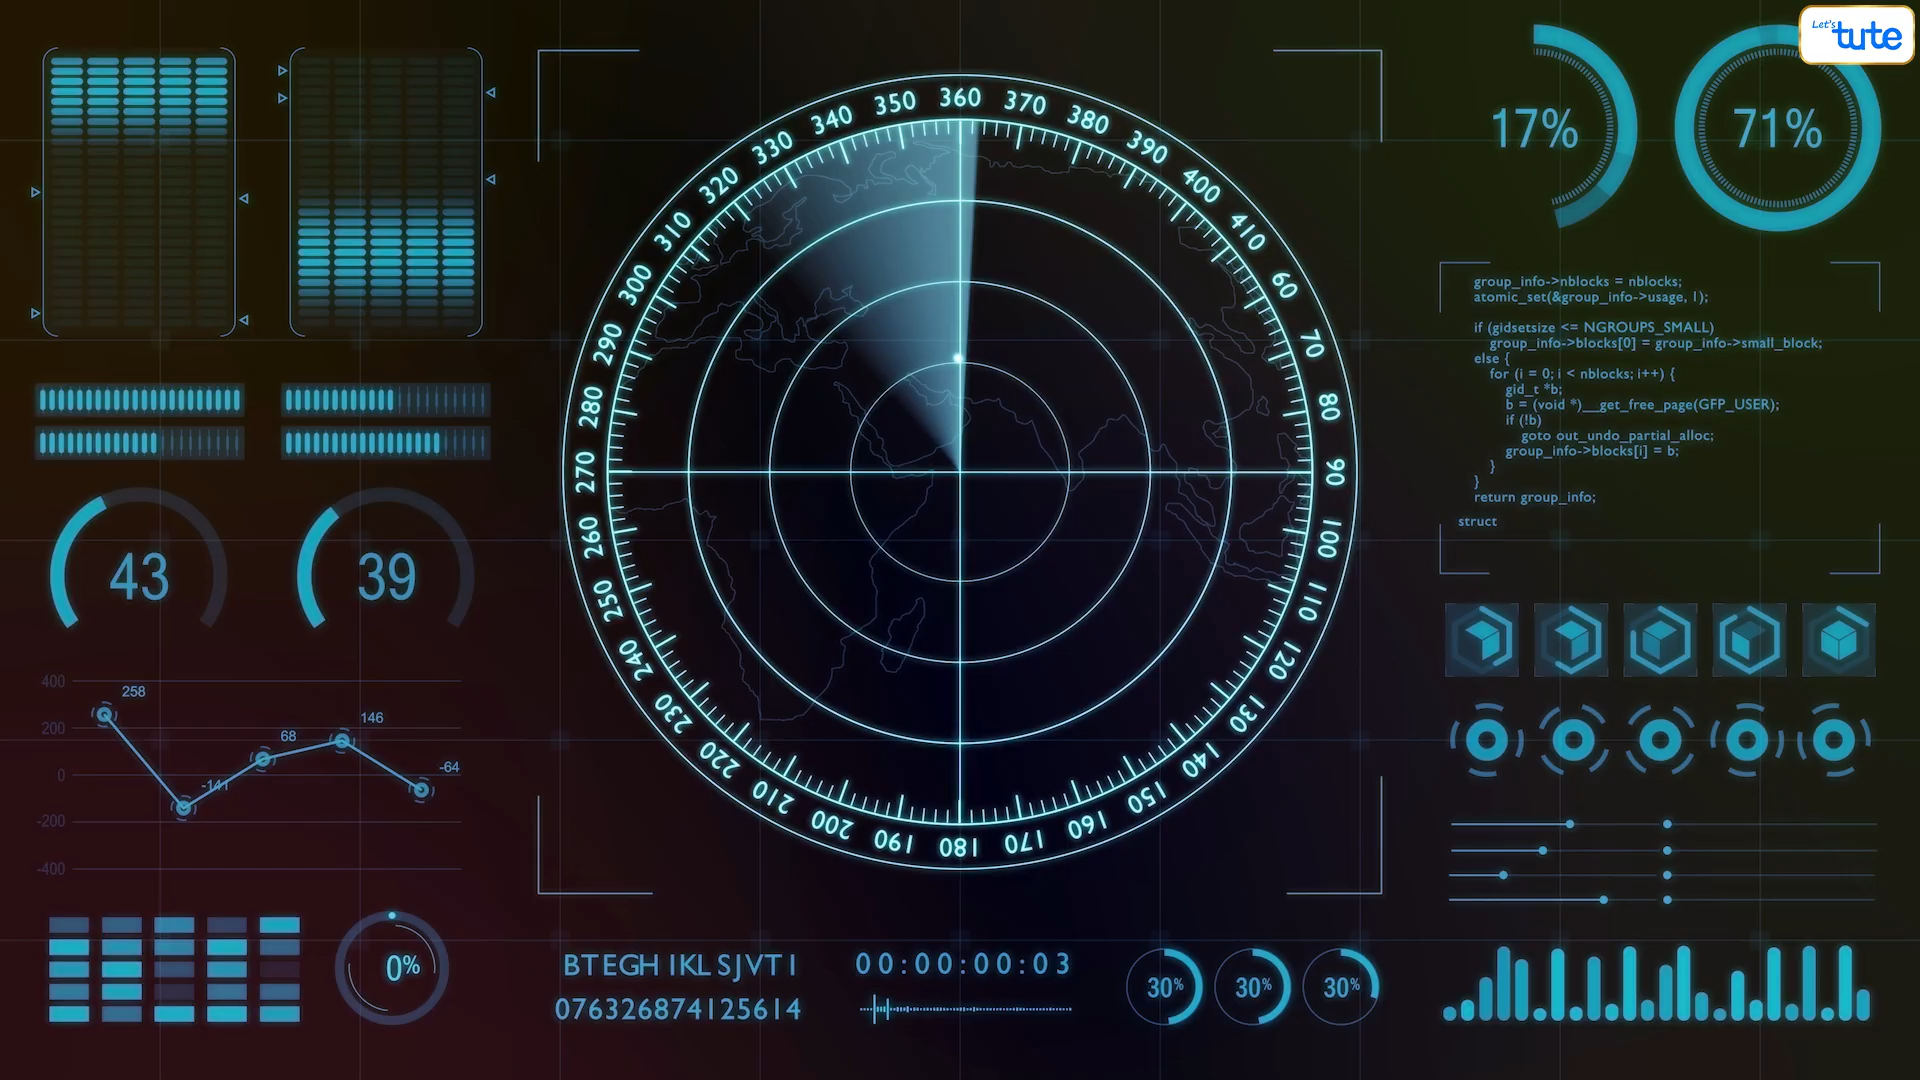 Let's
tute
17%
71%
350 360 370
340 380
330 390
320 400
310 410
300 60
290 70
280 80
270 90
260 100
250 110
240 120
230 130
220 140
210 150
200 160
190 180 170
group_info->nblocks = nblocks;
atomic_set(&group_info->usage, 1);
if (gidsetsize <= NGROUPS_SMALL)
group_info->blocks[0] = group_info->small_block;
else {
for (i = 0; i < nblocks; i++) {
gid_t *b;
b = (void *)__get_free_page(GFP_USER);
if (!b)
goto out_undo_partial_alloc;
group_info->blocks[i] = b;
}
}
return group_info;
struct
43
39
400
258
200
146
68
0
-64
-141
-200
-400
0%
BTEGH IKL SJVT I
076326874125614
00:00:00:03
30%
30%
30%